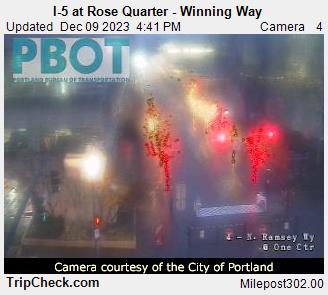 I-5 at Rose Quarter - Winning Way
Updated Dec 09 2023 4:41 PM Camera 4
PBOT
PORTLAND BUREAU OF TRANSPORTATION
4 - N. Ramsey Wy
@ One Ctr
Camera courtesy of the City of Portland
TripCheck.com Milepost302.00